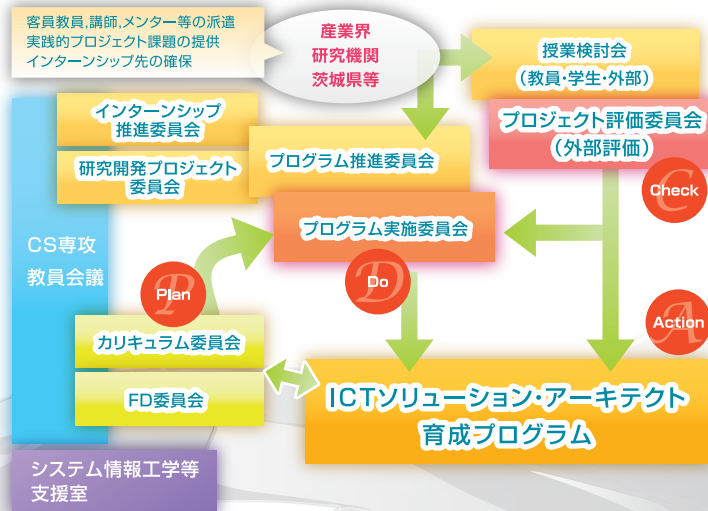 客員教員,講師,メンター等の派遣
実践的プロジェクト課題の提供
インターンシップ先の確保
産業界
研究機関
茨城県等
授業検討会
(教員・学生・外部)
プロジェクト評価委員会
(外部評価)
インターンシップ
推進委員会
研究開発プロジェクト
委員会
プログラム推進委員会
プログラム実施委員会
C
Check
CS専攻
教員会議
P
Plan
D
Do
A
Action
カリキュラム委員会
FD委員会
ICTソリューション・アーキテクト
育成プログラム
システム情報工学等
支援室